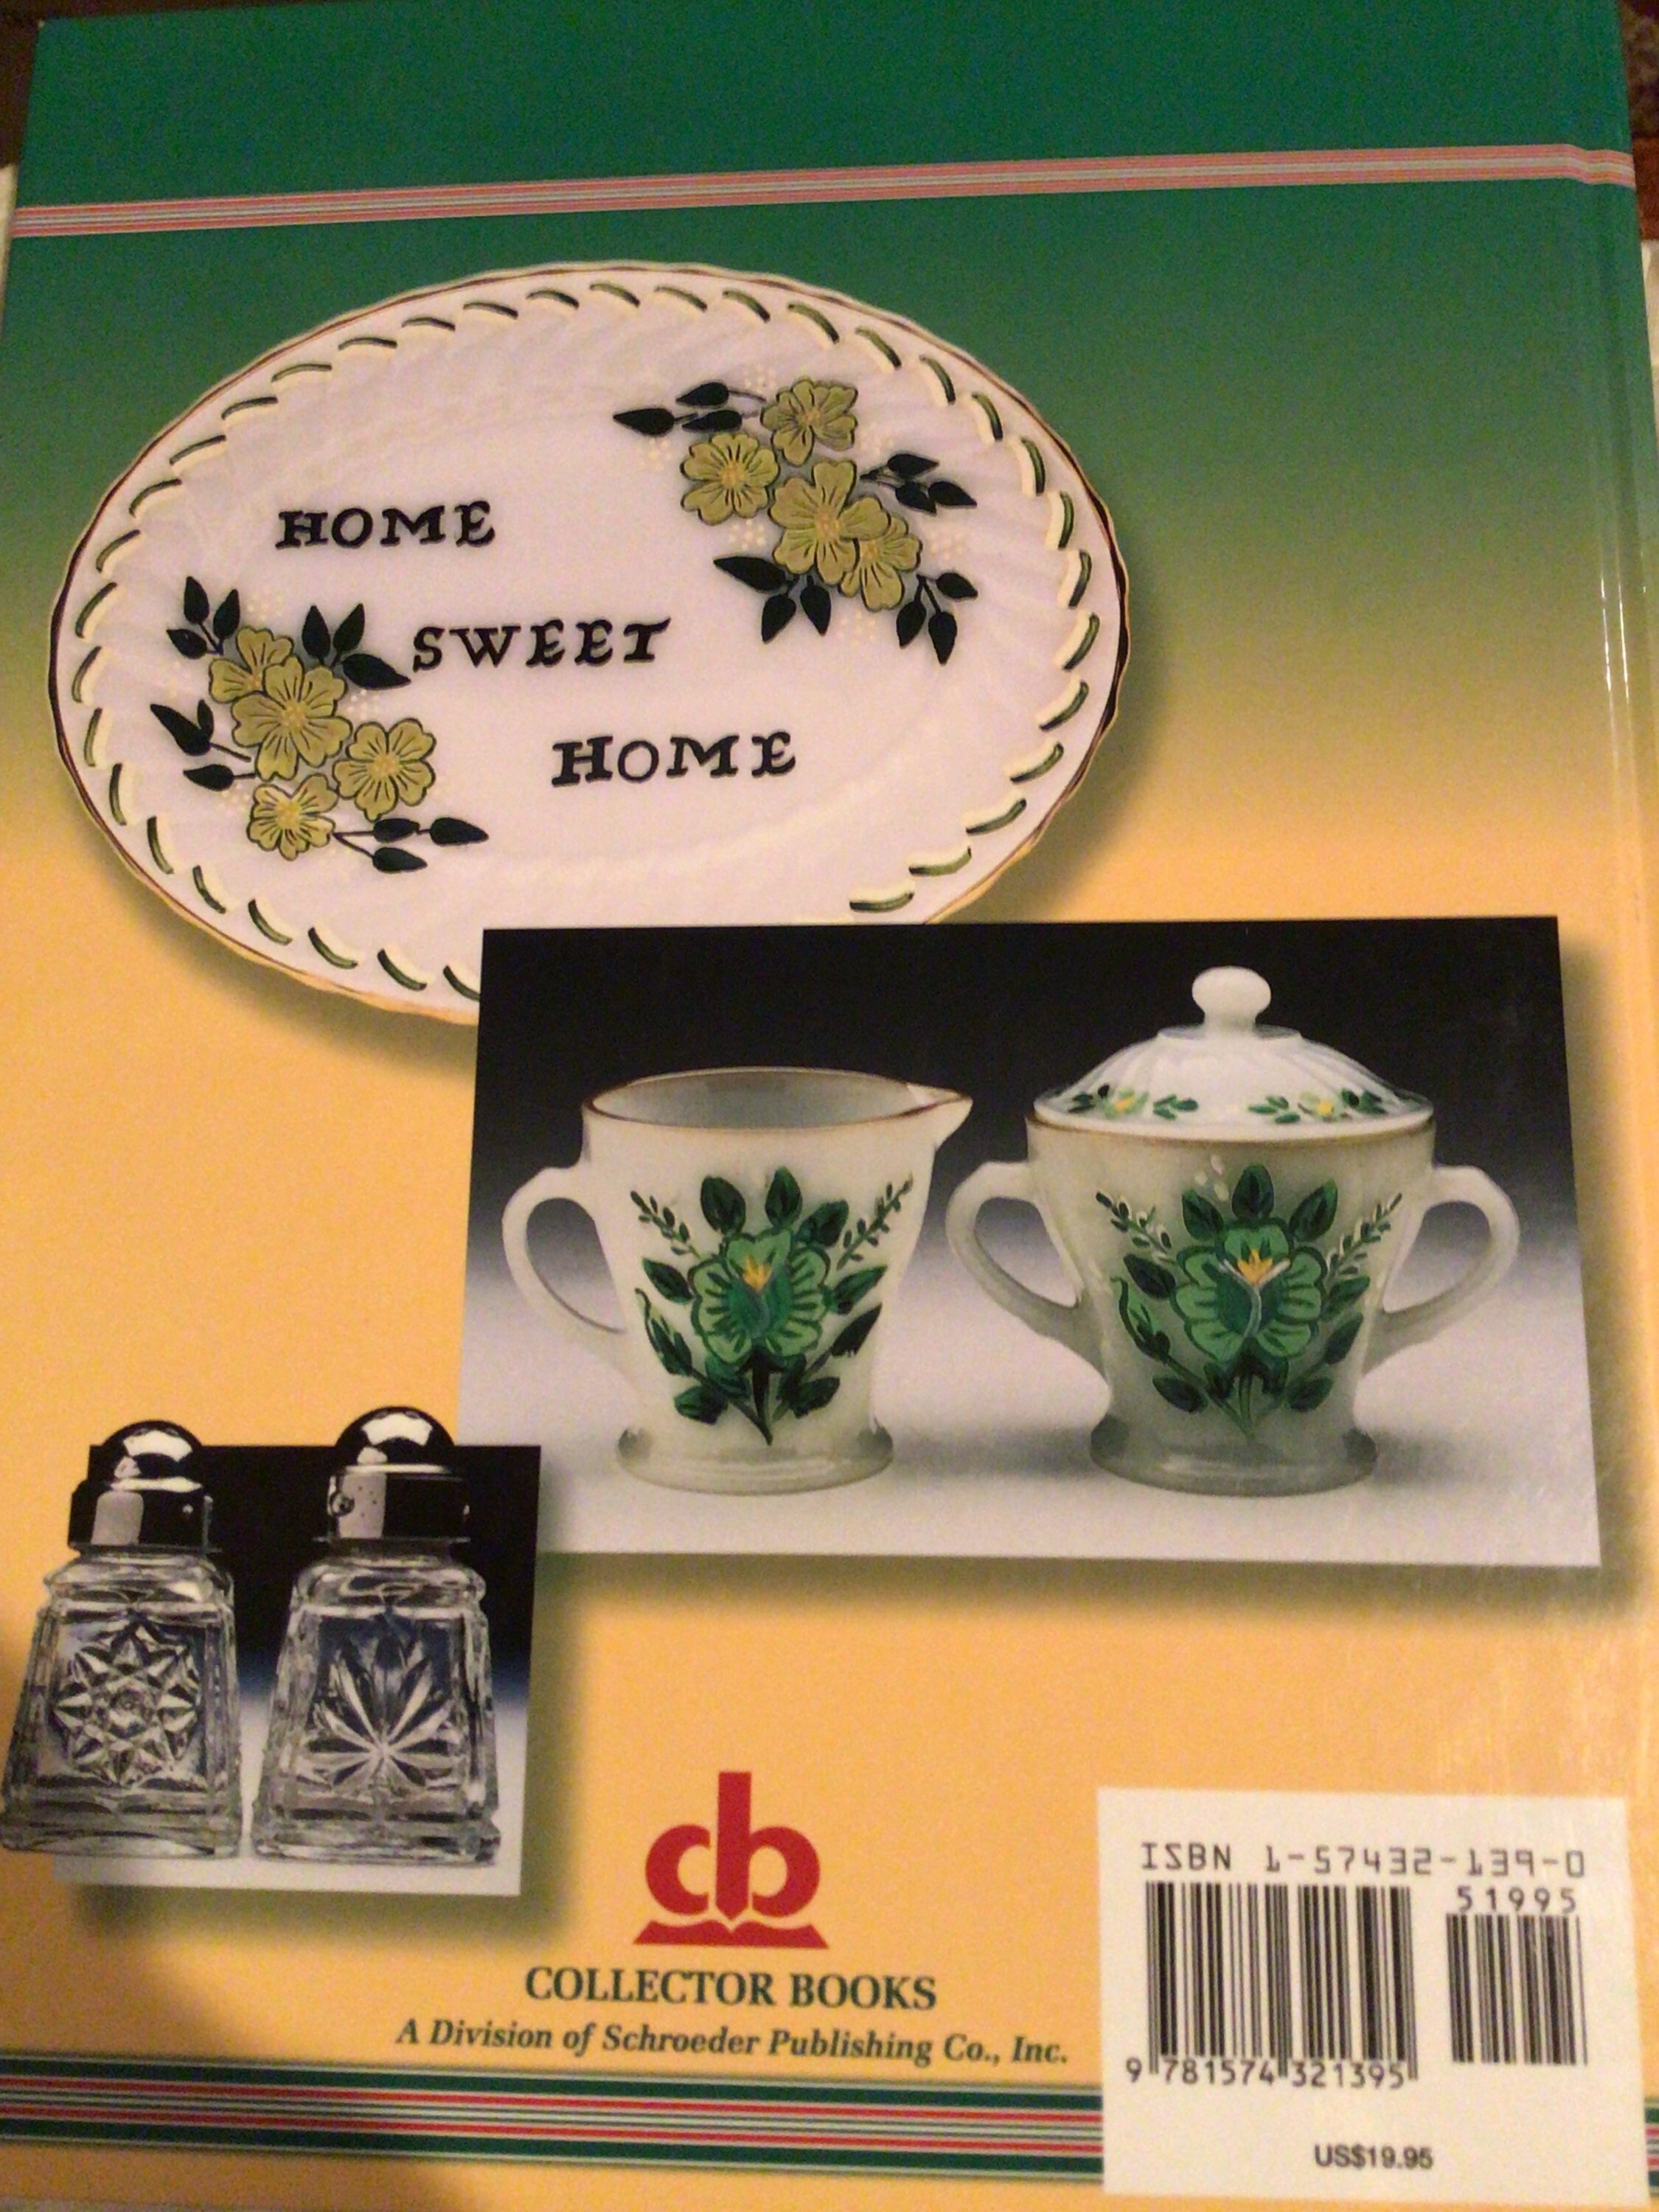 HOME
SWEET
HOME
cb
COLLECTOR BOOKS
A Division of Schroeder Publishing Co., Inc.
ISBN 1-57432-139-0
51995
9 781574 321395
US$19.95